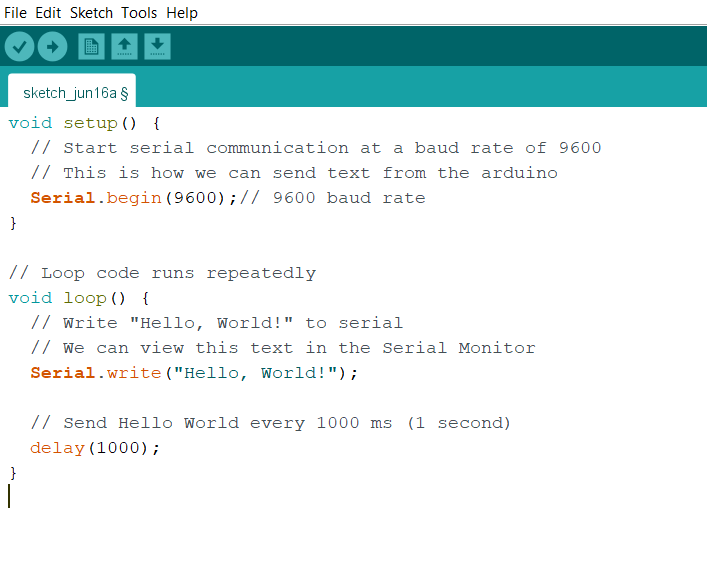 File Edit Sketch Tools Help
sketch_jun16a §
void setup() {
  // Start serial communication at a baud rate of 9600
  // This is how we can send text from the arduino
  Serial.begin(9600);// 9600 baud rate
}

// Loop code runs repeatedly
void loop() {
  // Write "Hello, World!" to serial
  // We can view this text in the Serial Monitor
  Serial.write("Hello, World!");

  // Send Hello World every 1000 ms (1 second)
  delay(1000);
}